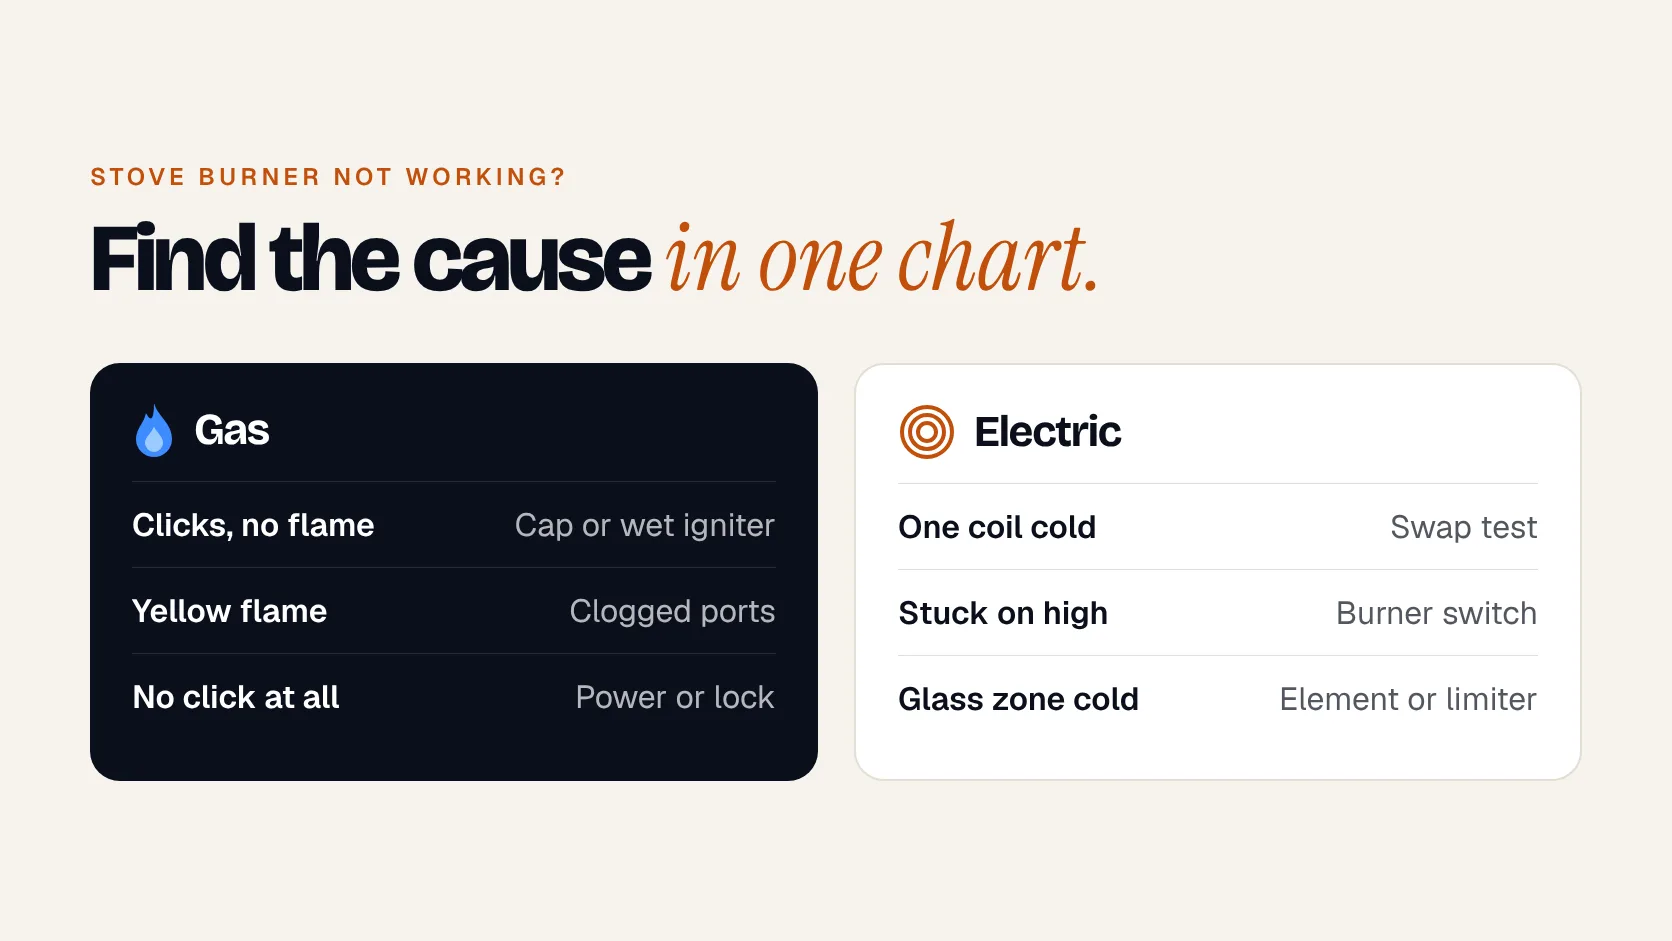 STOVE BURNER NOT WORKING?
Find the cause in one chart.
Gas
Clicks, no flame Cap or wet igniter
Yellow flame Clogged ports
No click at all Power or lock
Electric
One coil cold Swap test
Stuck on high Burner switch
Glass zone cold Element or limiter